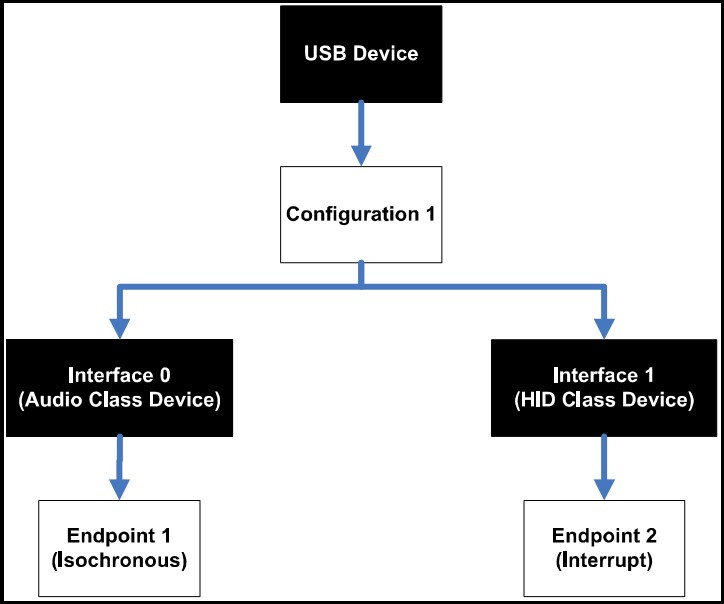 USB Device
Configuration 1
Interface 0
(Audio Class Device)
Interface 1
(HID Class Device)
Endpoint 1
(Isochronous)
Endpoint 2
(Interrupt)